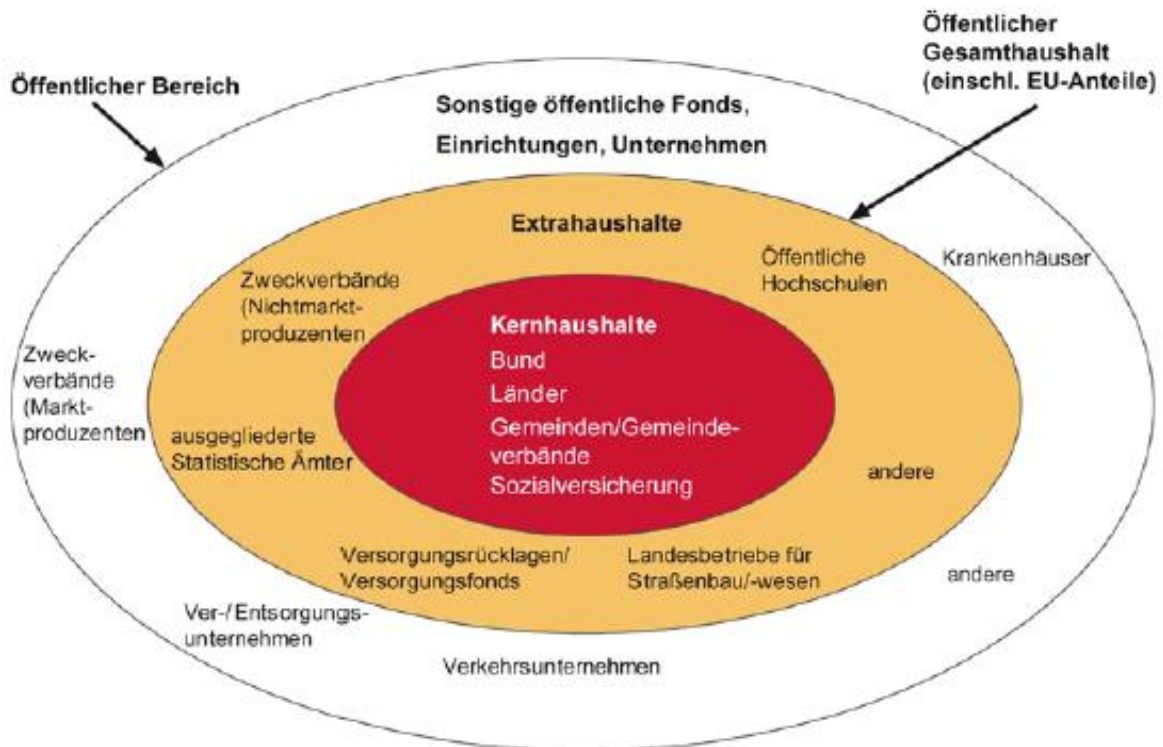 Öffentlicher
Gesamthaushalt
(einschl. EU-Anteile)
Öffentlicher Bereich
Sonstige öffentliche Fonds,
Einrichtungen, Unternehmen
Extrahaushalte
Öffentliche
Hochschulen
Krankenhäuser
Zweckverbände
(Nichtmarkt-
produzenten
Kernhaushalte
Bund
Länder
Gemeinden/Gemeinde-
verbände
Sozialversicherung
Zweck-
verbände
(Markt-
produzenten
ausgegliederte
Statistische Ämter
andere
Versorgungsrücklagen/
Versorgungsfonds
Landesbetriebe für
Straßenbau/-wesen
andere
Ver-/Entsorgungs-
unternehmen
Verkehrsunternehmen